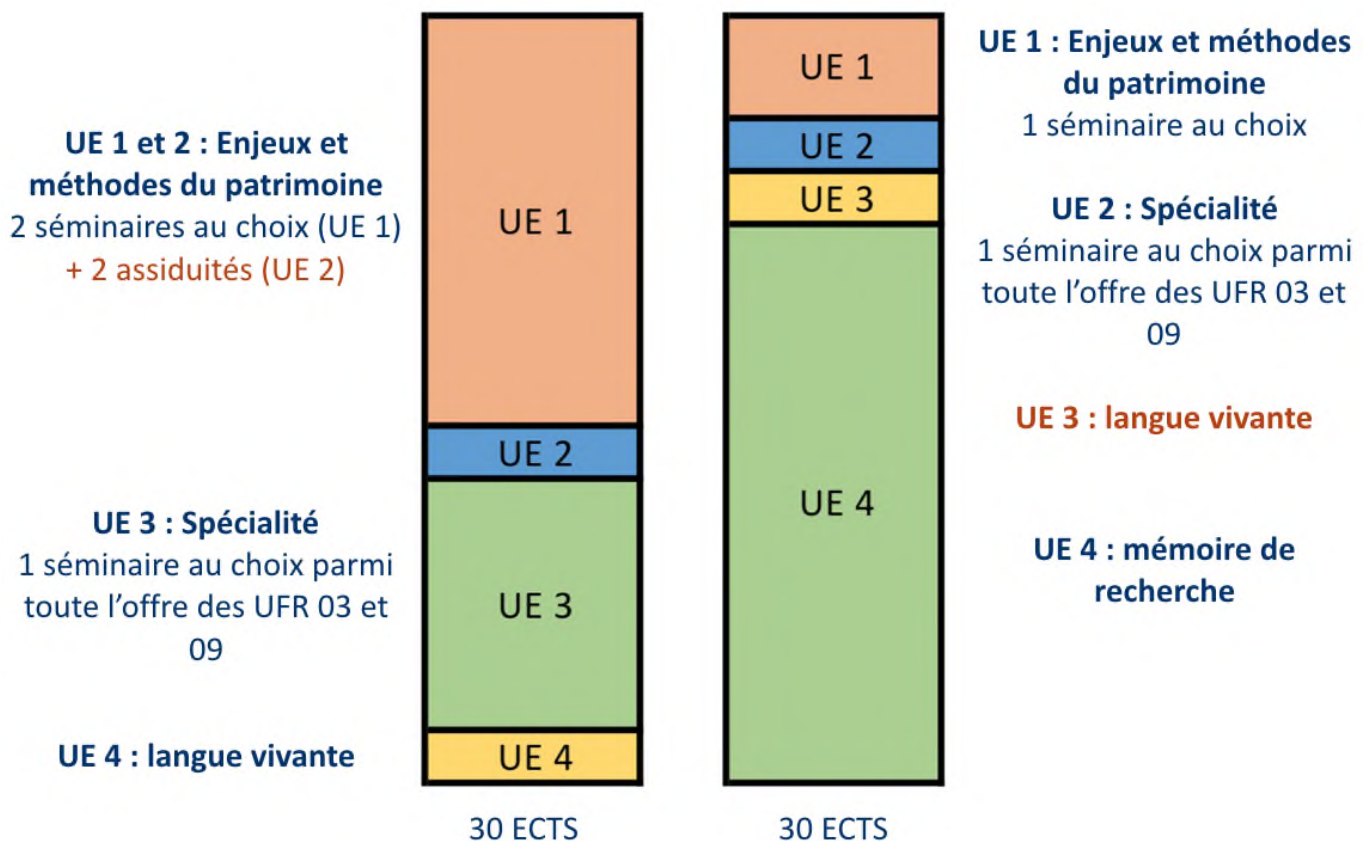 UE 1 et 2 : Enjeux et
méthodes du patrimoine
2 séminaires au choix (UE 1)
+ 2 assiduités (UE 2)
UE 3 : Spécialité
1 séminaire au choix parmi
toute l’offre des UFR 03 et
09
UE 4 : langue vivante
UE 1
UE 2
UE 3
UE 4
30 ECTS
UE 1
UE 2
UE 3
UE 4
30 ECTS
UE 1 : Enjeux et méthodes
du patrimoine
1 séminaire au choix
UE 2 : Spécialité
1 séminaire au choix parmi
toute l’offre des UFR 03 et
09
UE 3 : langue vivante
UE 4 : mémoire de
recherche